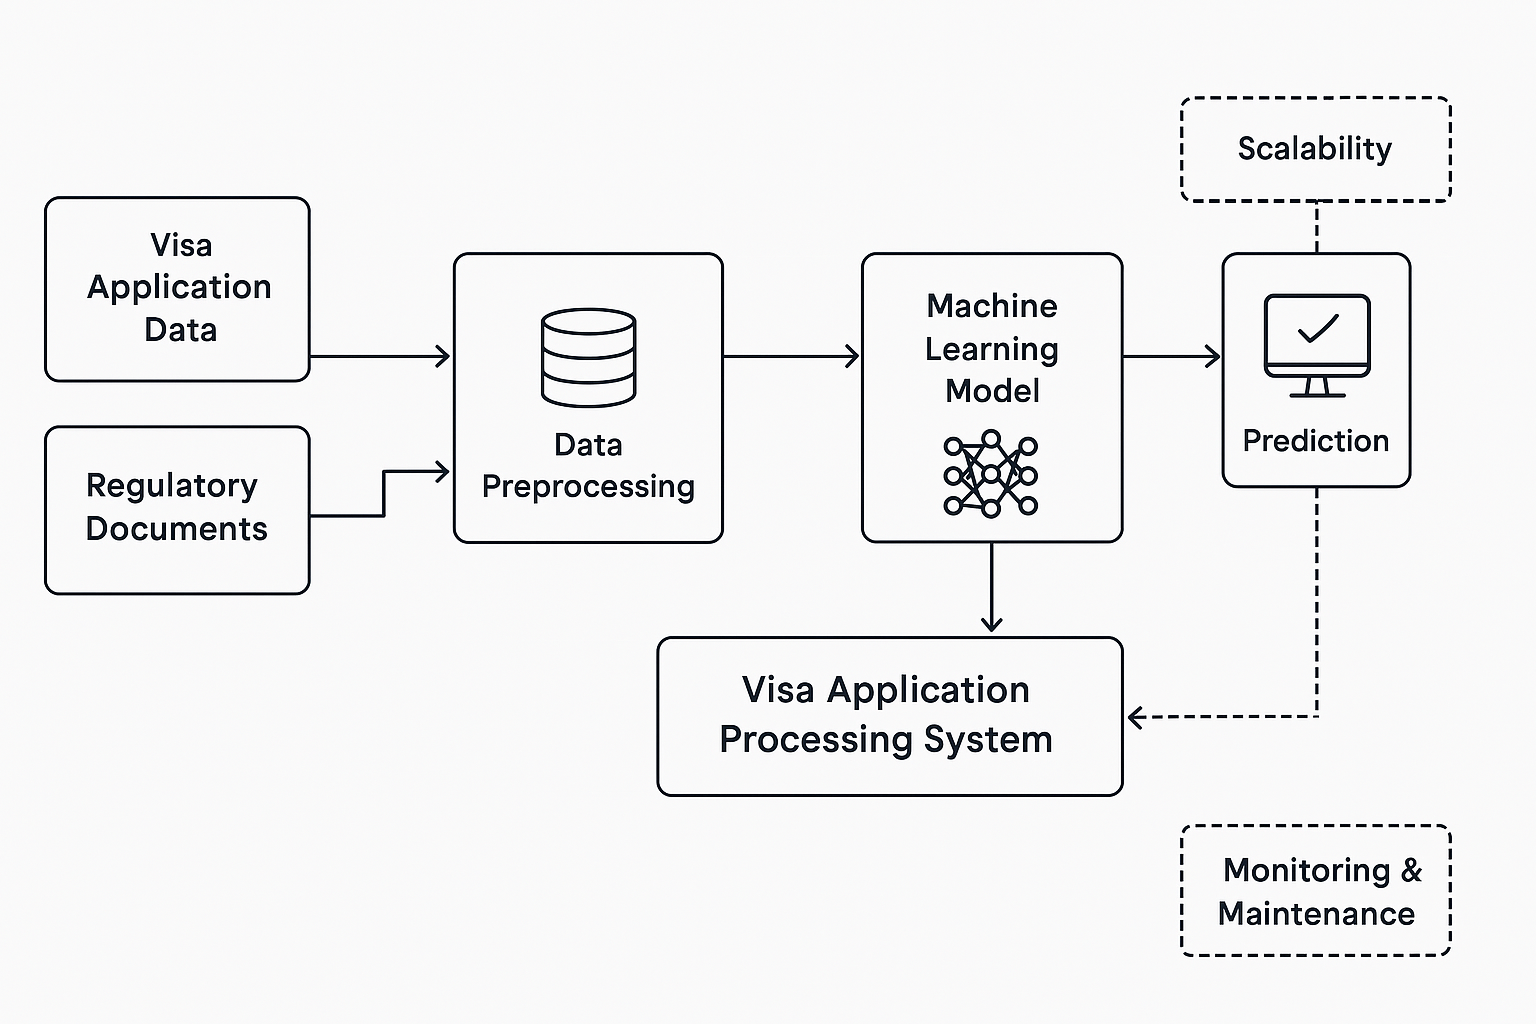 Scalability
Visa
Application
Data
Regulatory
Documents
Data
Preprocessing
Machine
Learning
Model
Prediction
Visa Application
Processing System
Monitoring &
Maintenance